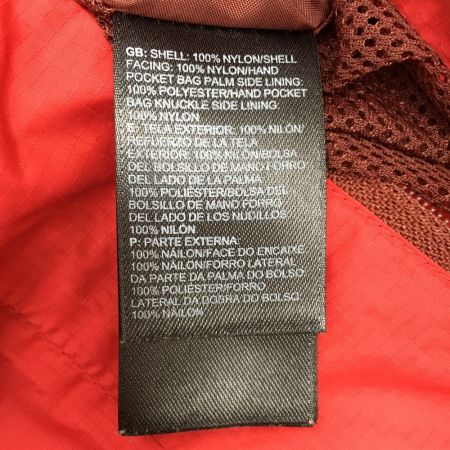 GB: SHELL: 100% NYLON/SHELL
FACING: 100% NYLON/HAND
POCKET BAG PALM SIDE LINING:
100% POLYESTER/HAND POCKET
BAG KNUCKLE SIDE LINING:
100% NYLON
E: TELA EXTERIOR: 100% NILÓN/
REFUERZO DE LA TELA
EXTERIOR: 100% NILÓN/BOLSA
DEL BOLSILLO DE MANO FORRO
DEL LADO DE LA PALMA
100% POLIÉSTER/BOLSA DEL
BOLSILLO DE MANO FORRO
DEL LADO DE LOS NUDILLOS
100% NILÓN
P: PARTE EXTERNA:
100% NÁILON/FACE DO ENCAIXE
100% NÁILON/FORRO LATERAL
DA PARTE DA PALMA DO BOLSO
100% POLIÉSTER/FORRO
LATERAL DA DOBRA DO BOLSO
100% NÁILON